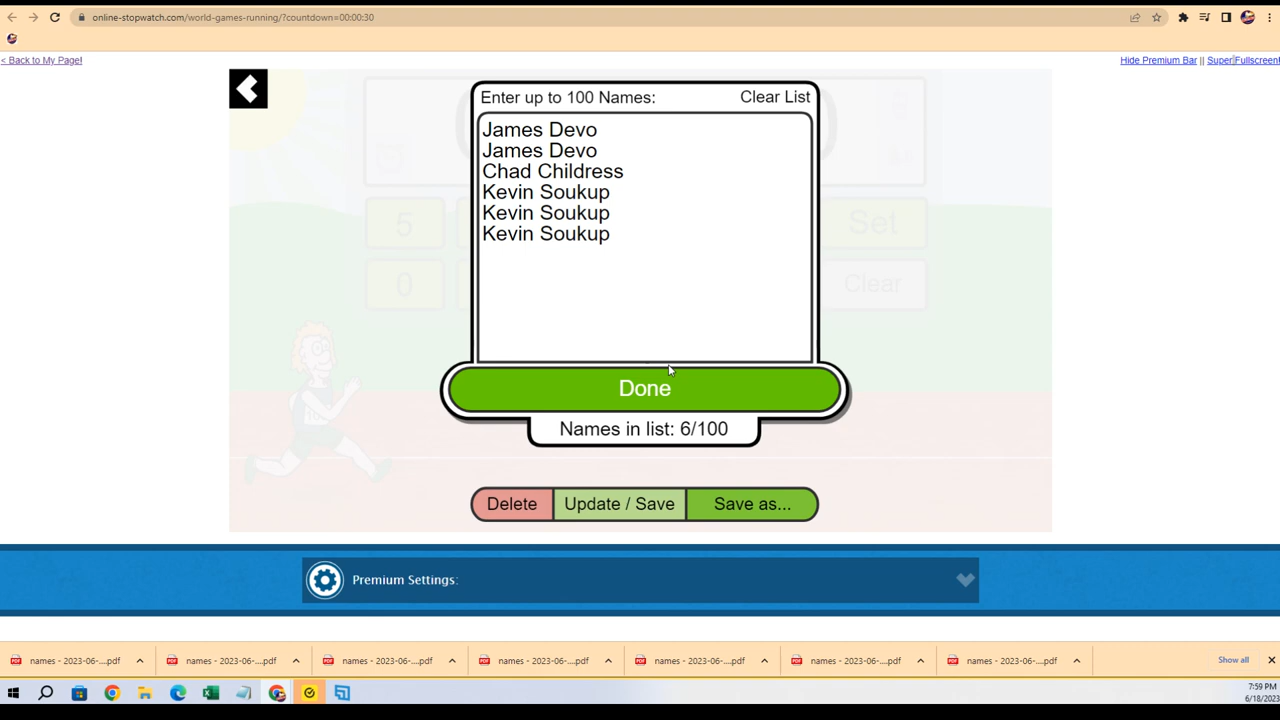 online-stopwatch.com/world-games-running/?countdown=00:00:30
< Back to My Page!
Hide Premium Bar || Super Fullscreen!
Enter up to 100 Names: Clear List
James Devo
James Devo
Chad Childress
Kevin Soukup
Kevin Soukup
Kevin Soukup
5 Set
0 Clear
Done
Names in list: 6/100
Delete Update / Save Save as...
Premium Settings:
names - 2023-06-....pdf names - 2023-06-....pdf names - 2023-06-....pdf names - 2023-06-....pdf names - 2023-06-....pdf names - 2023-06-....pdf names - 2023-06-....pdf Show all
7:59 PM
6/18/2023